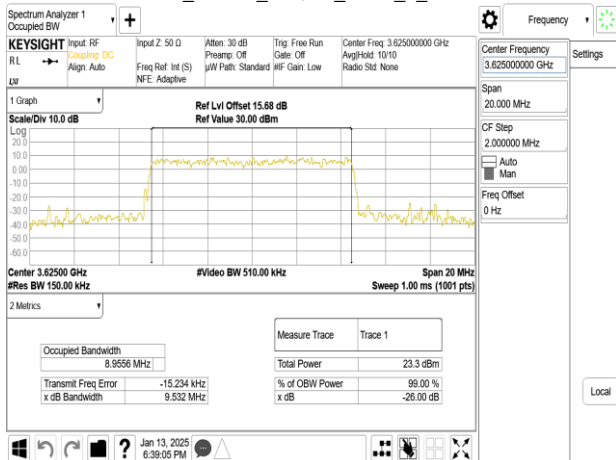 Spectrum Analyzer 1
Occupied BW
Frequency
KEYSIGHT
RL
Input: RF
Coupling: DC
Align: Auto
Input Z: 50 Ω
Freq Ref: Int (S)
NFE: Adaptive
Atten: 30 dB
Preamp: Off
µW Path: Standard
Trig: Free Run
Gate: Off
#IF Gain: Low
Center Freq: 3.625000000 GHz
Avg|Hold: 10/10
Radio Std: None
Center Frequency
3.625000000 GHz
Settings
Span
20.000 MHz
CF Step
2.000000 MHz
Auto
Man
Freq Offset
0 Hz
Local
1 Graph
Scale/Div 10.0 dB
Ref Lvl Offset 15.68 dB
Ref Value 30.00 dBm
Log
20.0
10.0
0.00
-10.0
-20.0
-30.0
-40.0
-50.0
-60.0
Center 3.62500 GHz
#Res BW 150.00 kHz
#Video BW 510.00 kHz
Span 20 MHz
Sweep 1.00 ms (1001 pts)
2 Metrics
Measure Trace Trace 1
Occupied Bandwidth
8.9556 MHz
Total Power 23.3 dBm
Transmit Freq Error -15.234 kHz
% of OBW Power 99.00 %
x dB Bandwidth 9.532 MHz
x dB -26.00 dB
Jan 13, 2025
6:39:05 PM